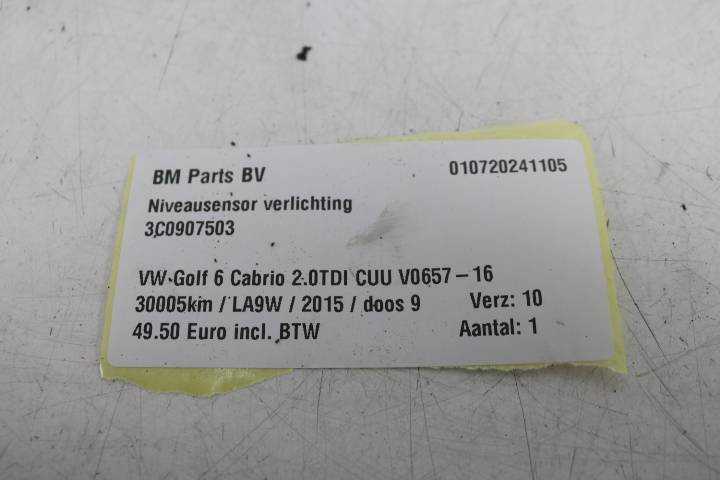 BM Parts BV 010720241105
Niveausensor verlichting
3C0907503
VW Golf 6 Cabrio 2.0TDI CUU V0657-16
30005km / LA9W / 2015 / doos 9 Verz: 10
49.50 Euro incl. BTW Aantal: 1